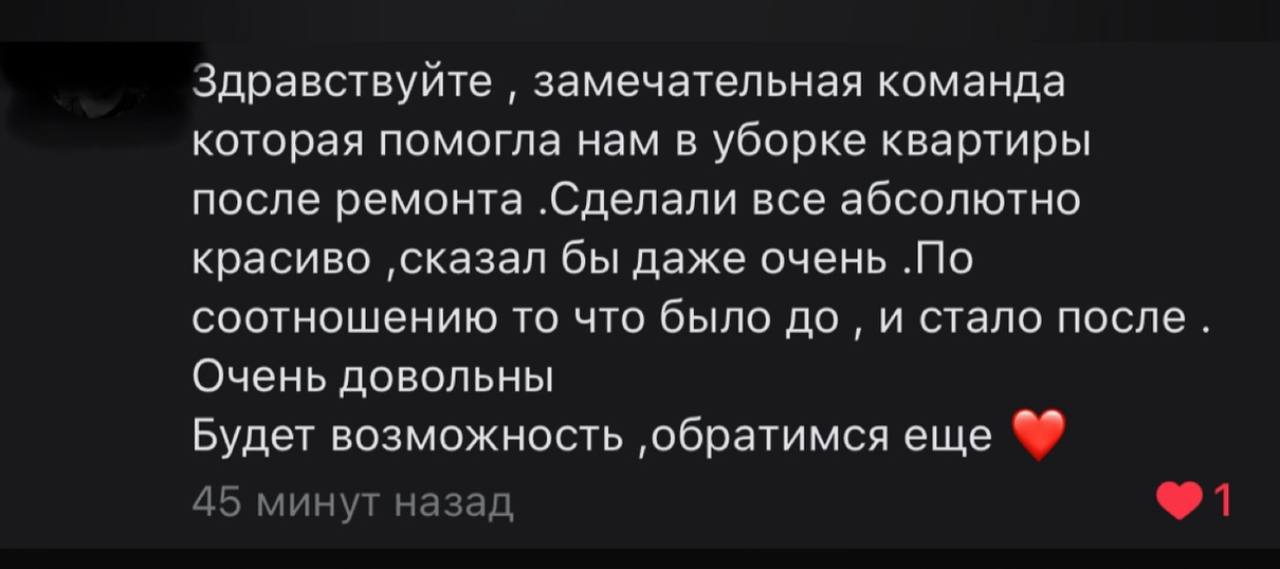 Здравствуйте , замечательная команда
которая помогла нам в уборке квартиры
после ремонта .Сделали все абсолютно
красиво ,сказал бы даже очень .По
соотношению то что было до , и стало после .
Очень довольны
Будет возможность ,обратимся еще ❤️
45 минут назад
❤️ 1